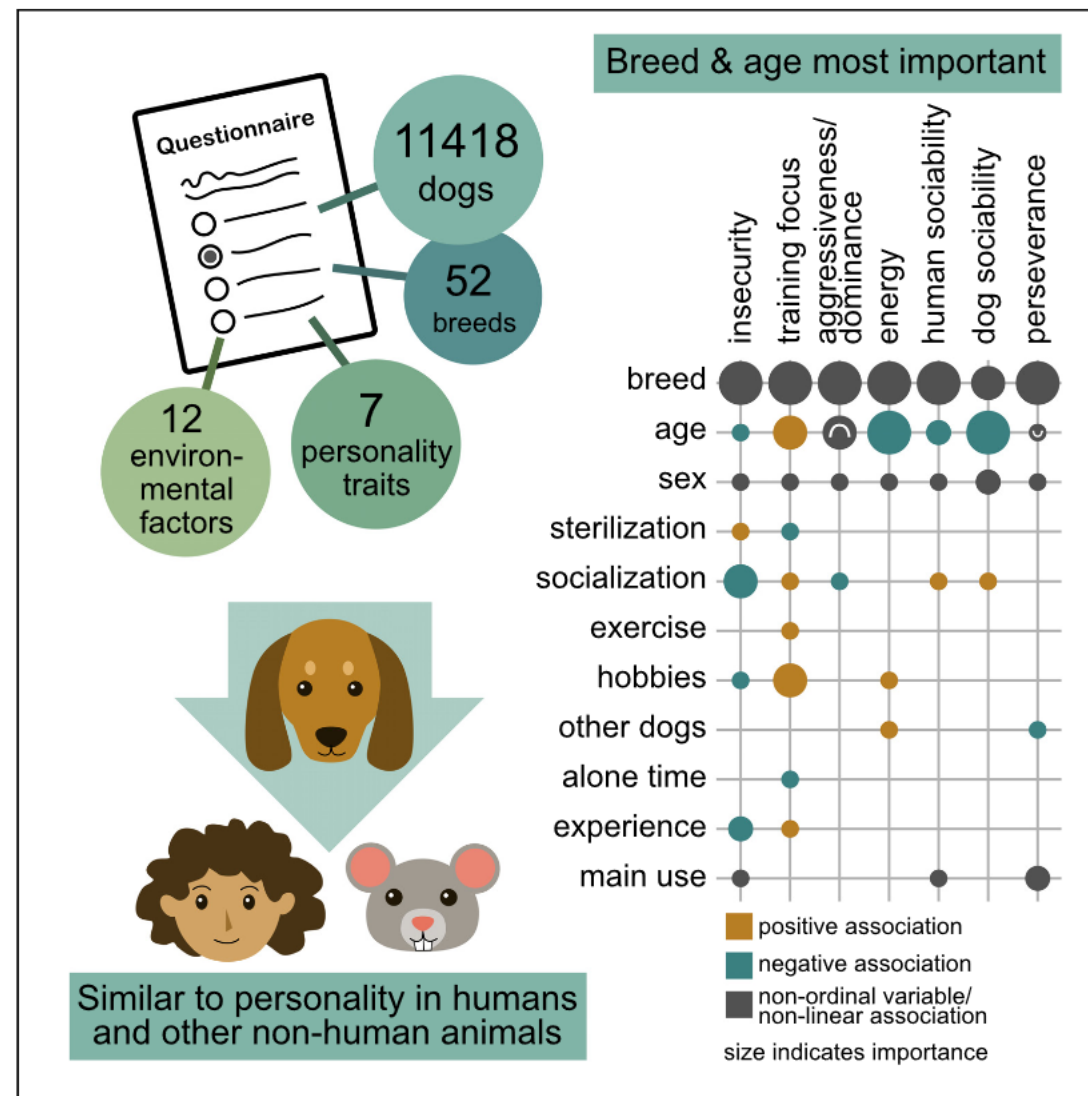 Questionnaire
11418
dogs
52
breeds
12
environ-
mental
factors
7
personality
traits
Similar to personality in humans
and other non-human animals
Breed & age most important
insecurity
training focus
aggressiveness/
dominance
energy
human sociability
dog sociability
perseverance
breed
age
sex
sterilization
socialization
exercise
hobbies
other dogs
alone time
experience
main use
positive association
negative association
non-ordinal variable/
non-linear association
size indicates importance